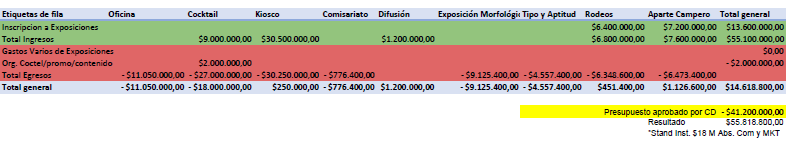 Etiquetas de fila Oficina Cocktail Kiosco Comisariato Difusión Exposición Morfológi Tipo y Aptitud Rodeos Aparte Campero Total general
Inscripcion a Exposiciones $6.400.000,00 $7.200.000,00 $13.600.000,00
Total Ingresos $9.000.000,00 $30.500.000,00 $1.200.000,00 $6.800.000,00 $7.600.000,00 $55.100.000,00
Gastos Varios de Exposiciones $0,00
Org. Coctel/promo/contenido $2.000.000,00 -$2.000.000,00
Total Egresos -$11.050.000,00 -$27.000.000,00 -$30.250.000,00 -$776.400,00 -$9.125.400,00 -$4.557.400,00 -$6.348.600,00 -$6.473.400,00
Total general -$11.050.000,00 -$18.000.000,00 $250.000,00 -$776.400,00 $1.200.000,00 -$9.125.400,00 -$4.557.400,00 $451.400,00 $1.126.600,00 $14.618.800,00
Presupuesto aprobado por CD -$41.200.000,00
Resultado $55.818.800,00
*Stand Inst. $18 M Abs. Com y MKT